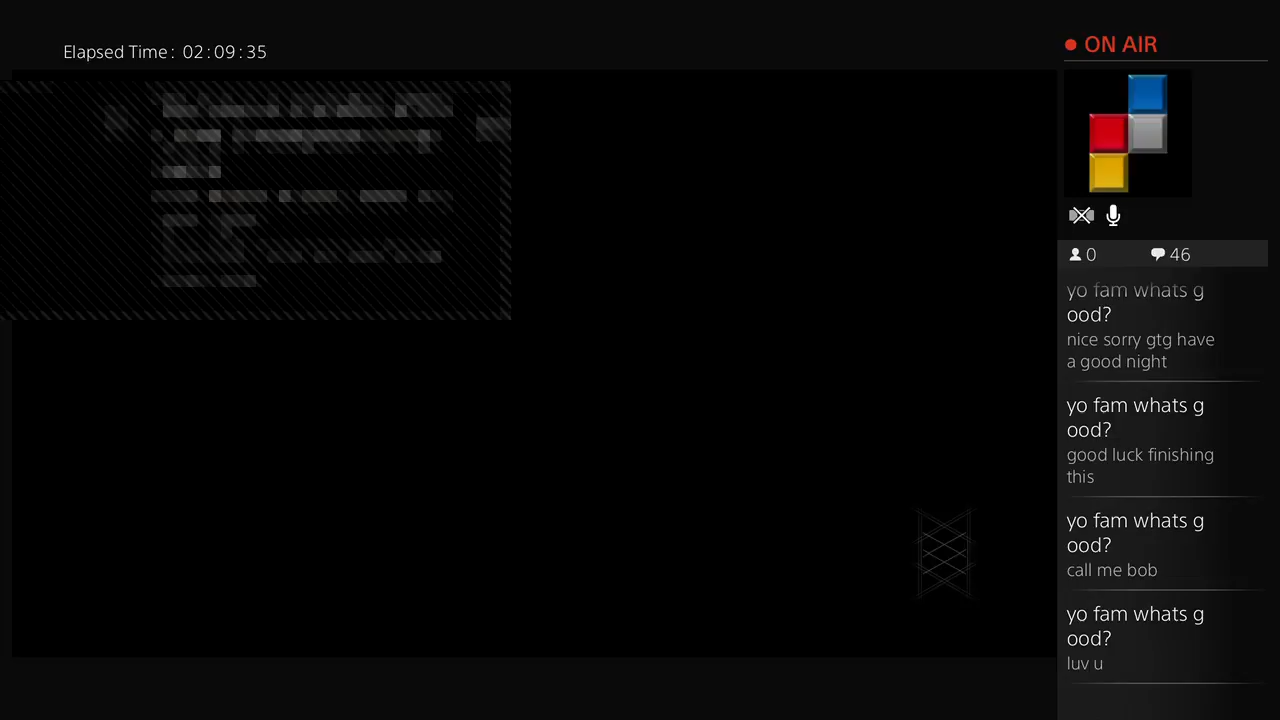 Elapsed Time: 02:09:35
ON AIR
0 46
yo fam whats g
ood?
nice sorry gtg have
a good night
yo fam whats g
ood?
good luck finishing
this
yo fam whats g
ood?
call me bob
yo fam whats g
ood?
luv u